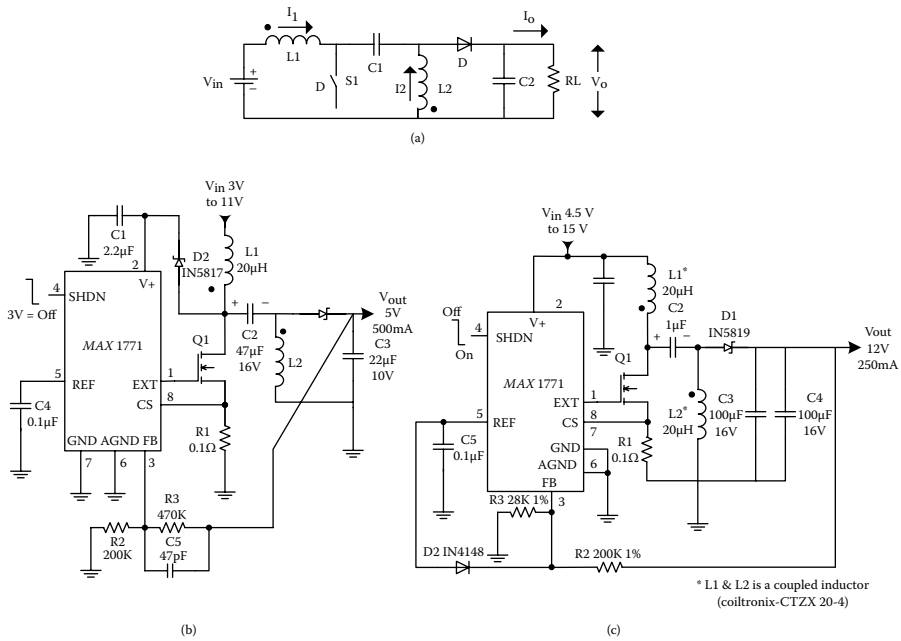 I1
Io
L1
C1
D
Vin
+
–
D
S1
I2
L2
C2
RL
Vo
(a)
Vin 3V
to 11V
C1
2.2μF
D2
IN5817
L1
20μH
2
V+
4
SHDN
3V = Off
MAX 1771
+
–
C2
47μF
16V
Vout
5V
500mA
Q1
L2
C3
22μF
10V
5
REF
EXT
1
CS
8
C4
0.1μF
R1
0.1Ω
GND
AGND
FB
7
6
3
R3
470K
R2
200K
C5
47pF
(b)
Vin 4.5 V
to 15 V
2
V+
L1*
20μH
C2
1μF
+
–
D1
IN5819
Off
4
SHDN
On
Q1
Vout
12V
250mA
MAX 1771
EXT
1
5
REF
CS
8
7
L2*
20μH
C3
100μF
16V
C4
100μF
16V
C5
0.1μF
GND
R1
0.1Ω
AGND
6
FB
3
R3 28K 1%
D2 IN4148
R2 200K 1%
* L1 & L2 is a coupled inductor
(coiltronix-CTZX 20-4)
(c)